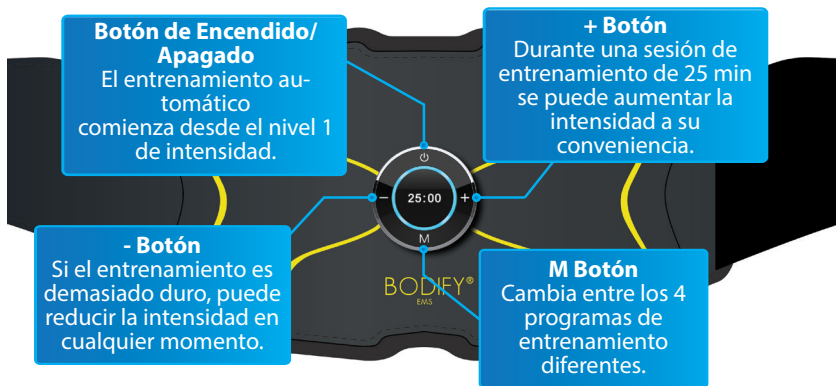 Botón de Encendido/
Apagado
El entrenamiento au-
tomático
comienza desde el nivel 1
de intensidad.
+ Botón
Durante una sesión de
entrenamiento de 25 min
se puede aumentar la
intensidad a su
conveniencia.
25:00
- +
M
- Botón
Si el entrenamiento es
demasiado duro, puede
reducir la intensidad en
cualquier momento.
BODIFY®
EMS
M Botón
Cambia entre los 4
programas de
entrenamiento
diferentes.